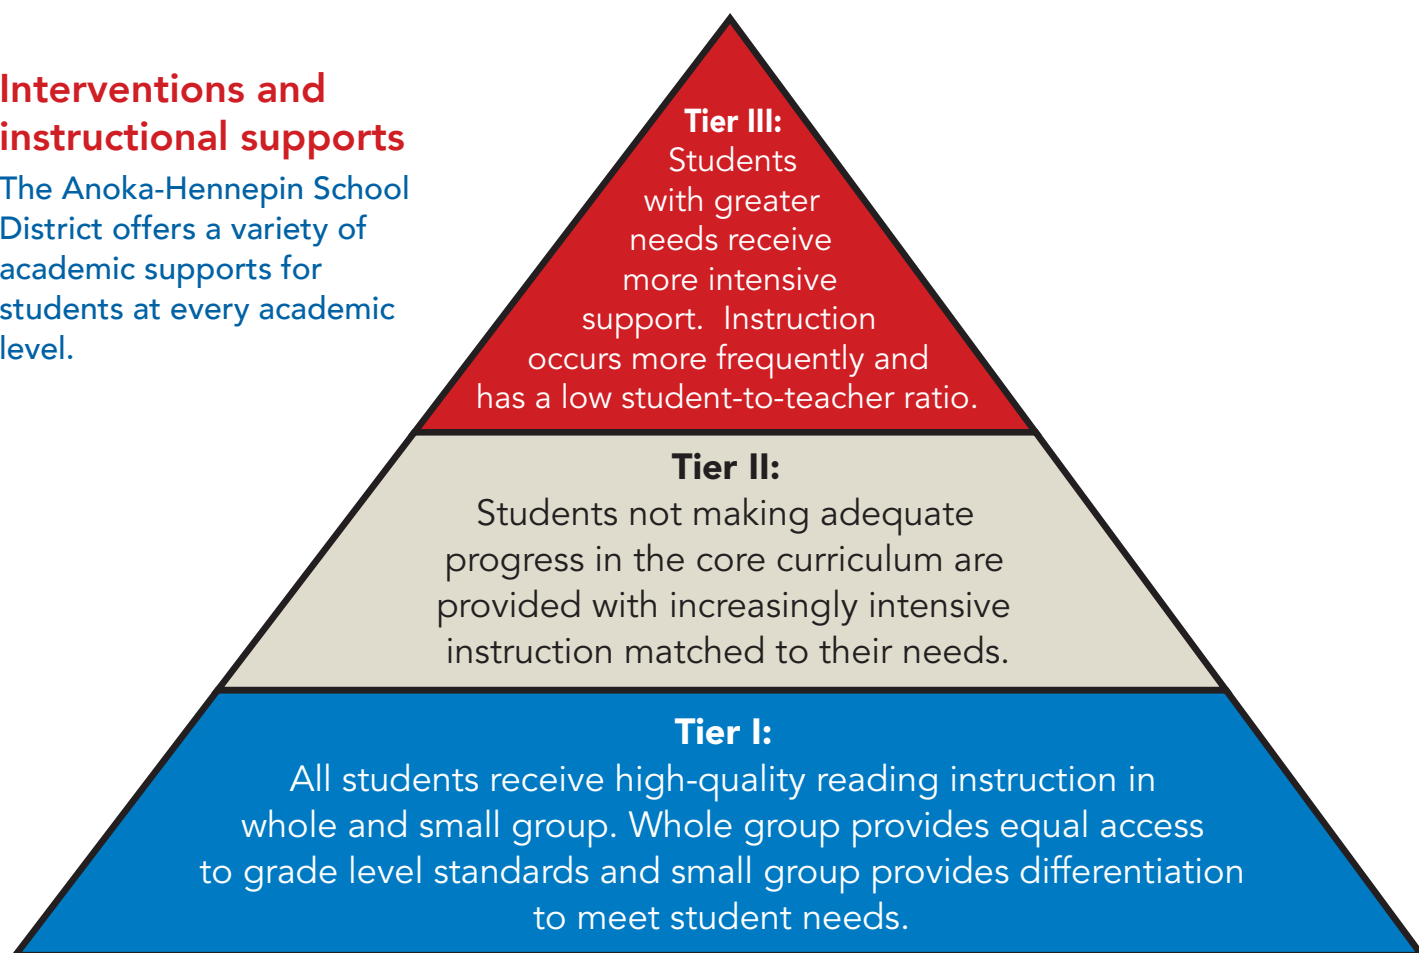 Interventions and
instructional supports
The Anoka-Hennepin School
District offers a variety of
academic supports for
students at every academic
level.
Tier III:
Students
with greater
needs receive
more intensive
support.  Instruction
occurs more frequently and
has a low student-to-teacher ratio.
Tier II:
Students not making adequate
progress in the core curriculum are
provided with increasingly intensive
instruction matched to their needs.
Tier I:
All students receive high-quality reading instruction in
whole and small group. Whole group provides equal access
to grade level standards and small group provides differentiation
to meet student needs.